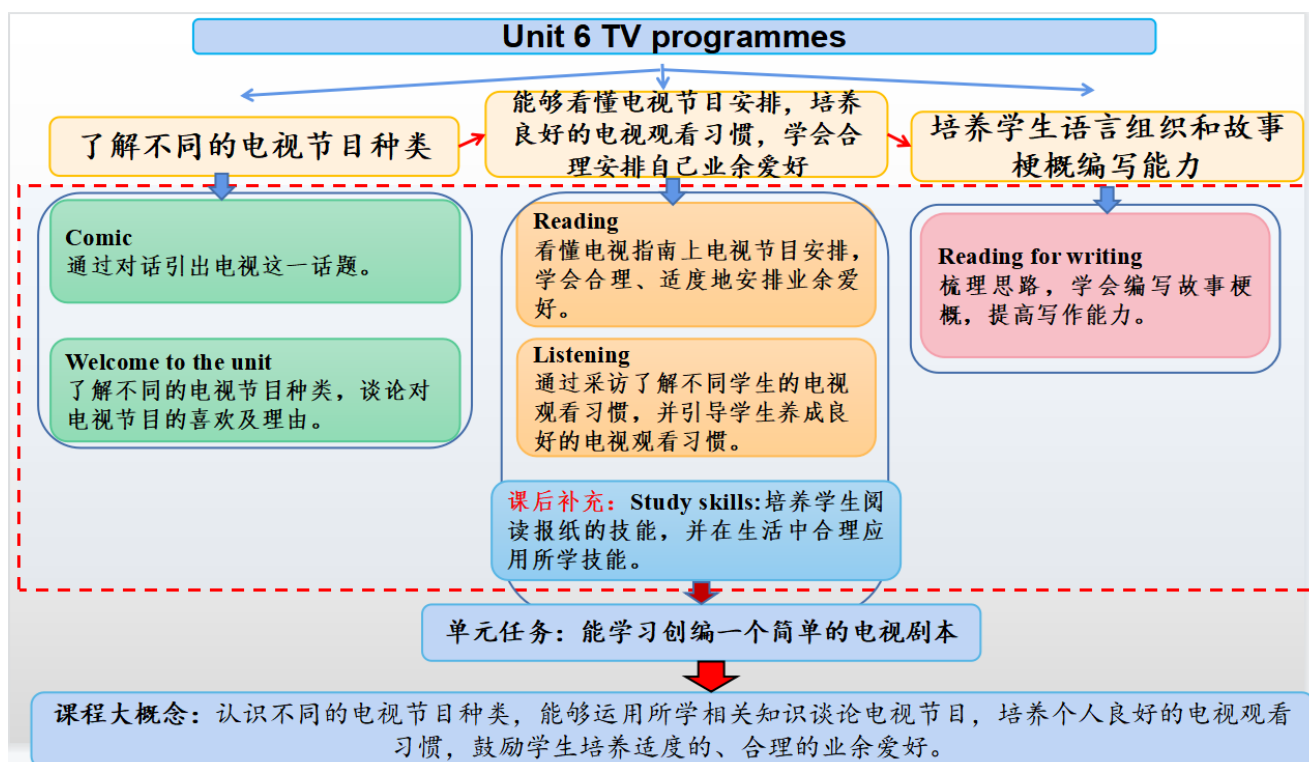 Unit 6 TV programmes
了解不同的电视节目种类
能够看懂电视节目安排，培养
良好的电视观看习惯，学会合
理安排自己业余爱好
培养学生语言组织和故事
梗概编写能力
Comic
通过对话引出电视这一话题。
Welcome to the unit
了解不同的电视节目种类，谈论对
电视节目的喜欢及理由。
Reading
看懂电视指南上电视节目安排，
学会合理、适度地安排业余爱
好。
Listening
通过采访了解不同学生的电视
观看习惯，并引导学生养成良
好的电视观看习惯。
课后补充：Study skills:培养学生阅
读报纸的技能，并在生活中合理应
用所学技能。
Reading for writing
梳理思路，学会编写故事梗
概，提高写作能力。
单元任务：能学习创编一个简单的电视剧本
课程大概念：认识不同的电视节目种类，能够运用所学相关知识谈论电视节目，培养个人良好的电视观看
习惯，鼓励学生培养适度的、合理的业余爱好。